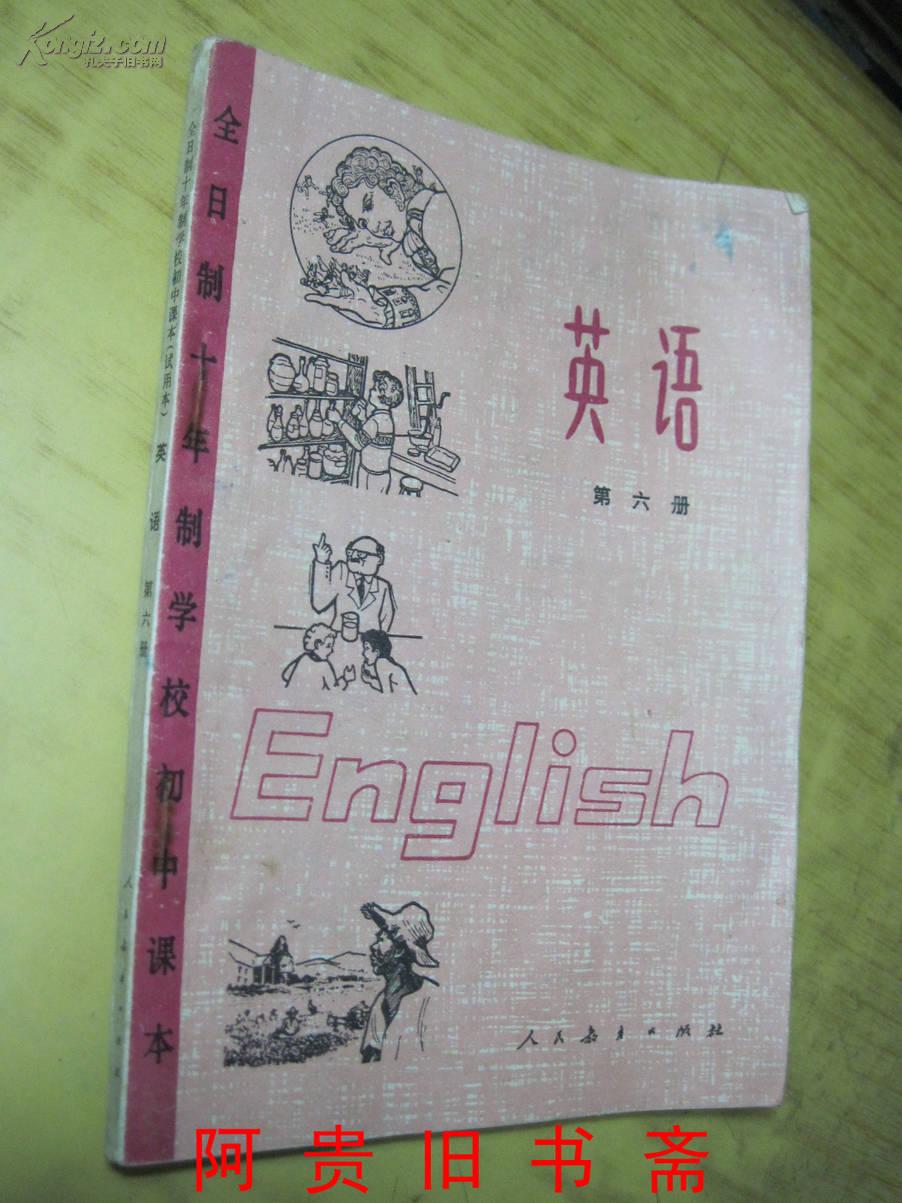 Kongfz.com
孔夫子旧书网
全日制十年制学校初中课本
全日制十年制学校初中课本(试用本) 英语 第六册
英语
第六册
English
人民教育出版社
阿贵旧书斋